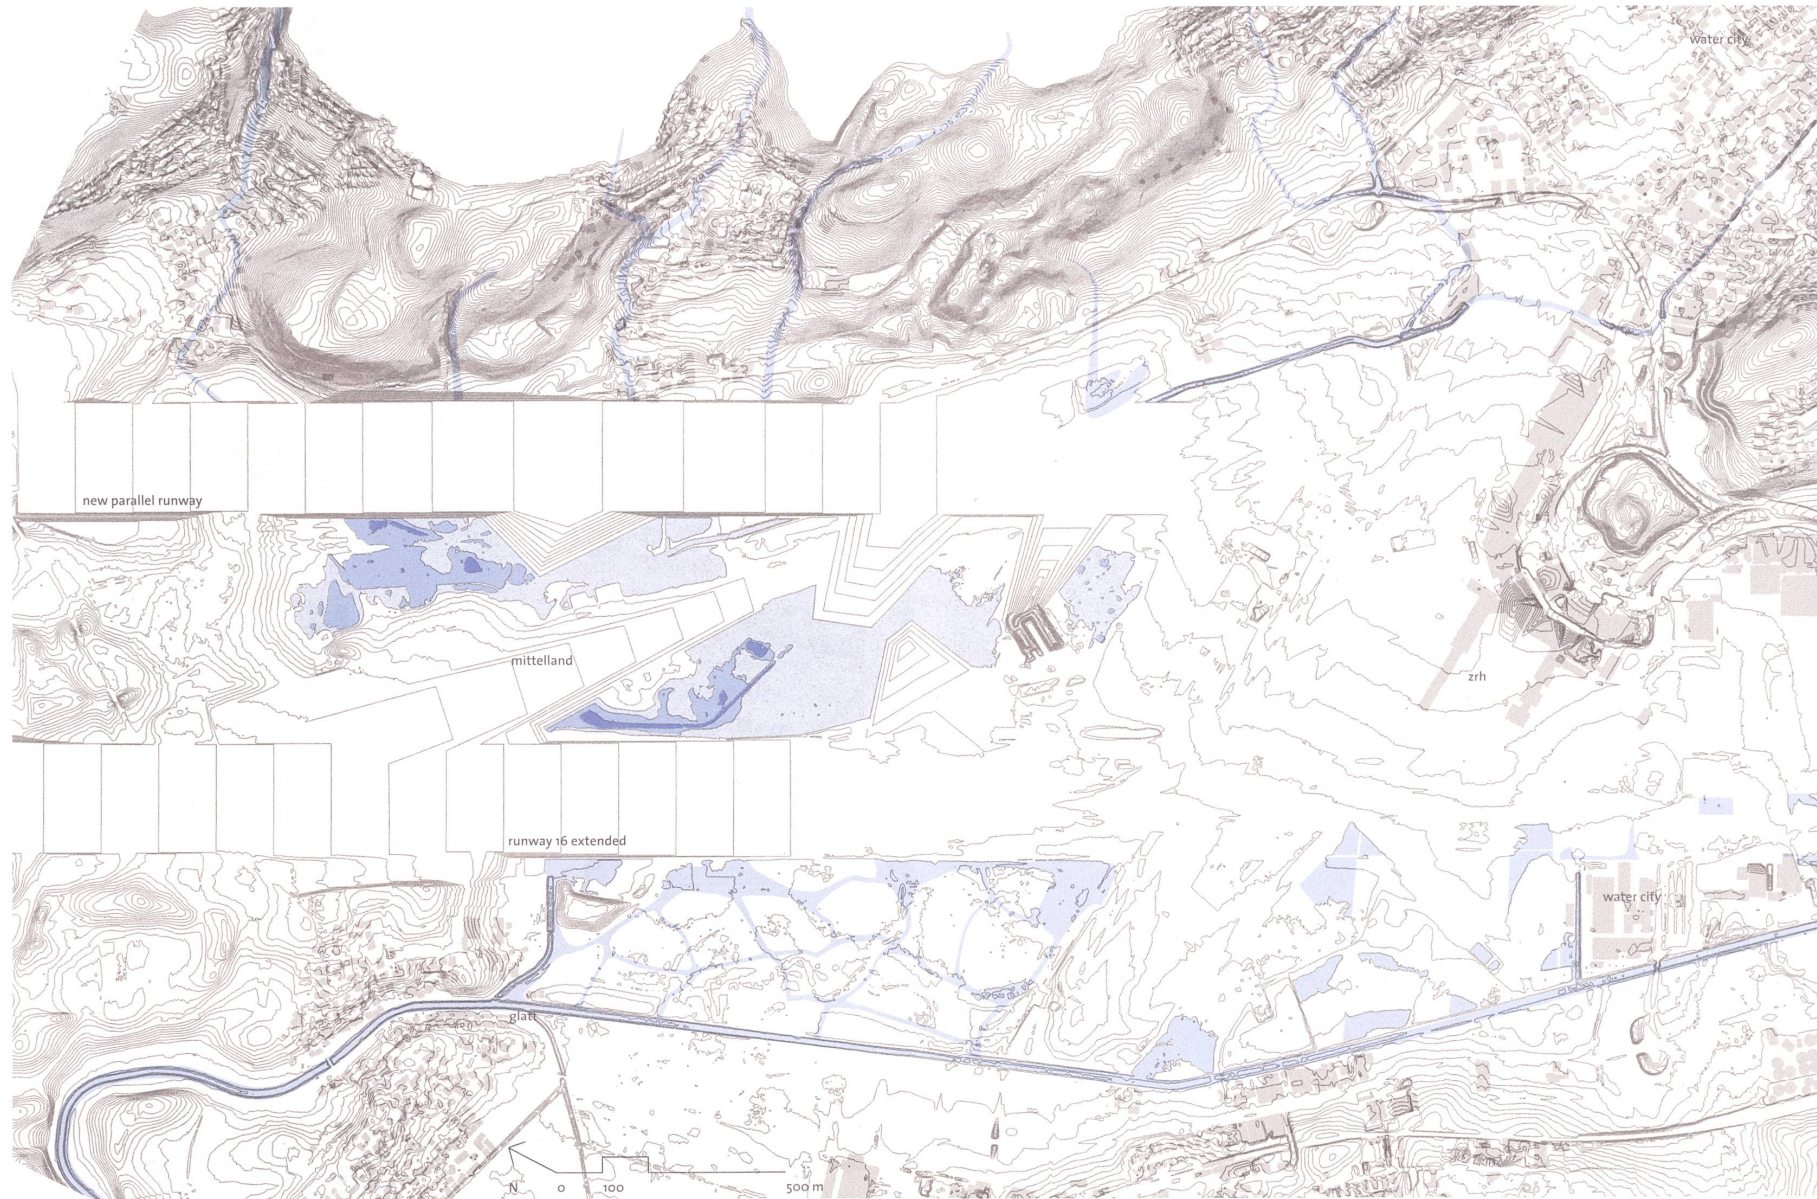 water city
new parallel runway
mittelland
zrh
runway 16 extended
water city
glatt
N 0 100 500 m